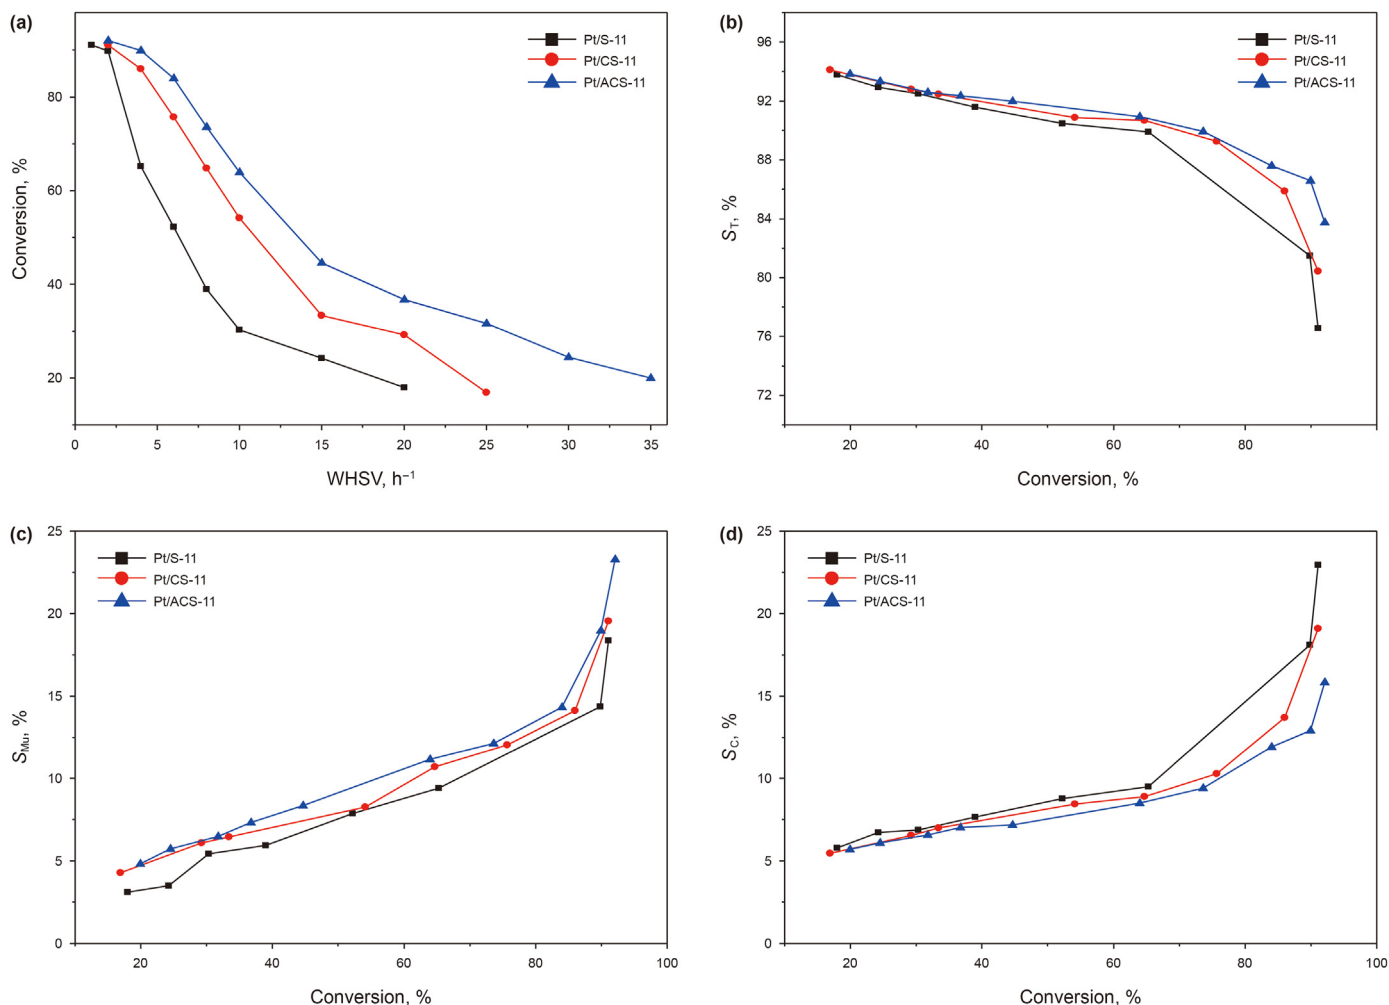 (a)
Pt/S-11
Pt/CS-11
Pt/ACS-11
80
60
40
20
Conversion, %
0 5 10 15 20 25 30 35
WHSV, h⁻¹
(b)
Pt/S-11
Pt/CS-11
Pt/ACS-11
96
92
88
84
80
76
72
S_T, %
20 40 60 80
Conversion, %
(c)
Pt/S-11
Pt/CS-11
Pt/ACS-11
25
20
15
10
5
0
S_Mu, %
20 40 60 80 100
Conversion, %
(d)
Pt/S-11
Pt/CS-11
Pt/ACS-11
25
20
15
10
5
0
S_C, %
20 40 60 80 100
Conversion, %